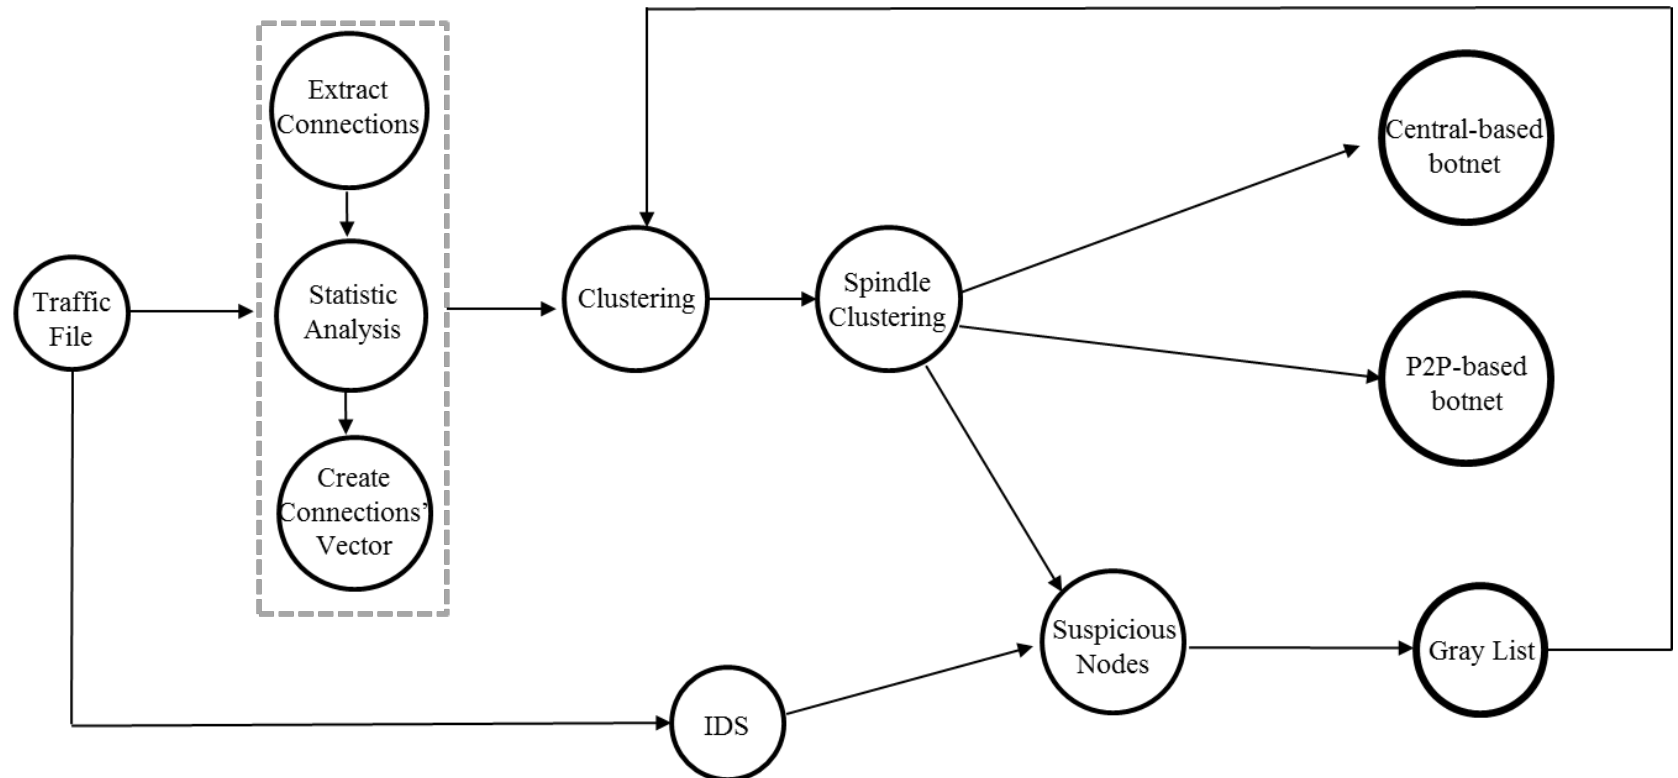 Extract
Connections
Statistic
Analysis
Create
Connections’
Vector
Traffic
File
Clustering
Spindle
Clustering
Central-based
botnet
P2P-based
botnet
Suspicious
Nodes
Gray List
IDS